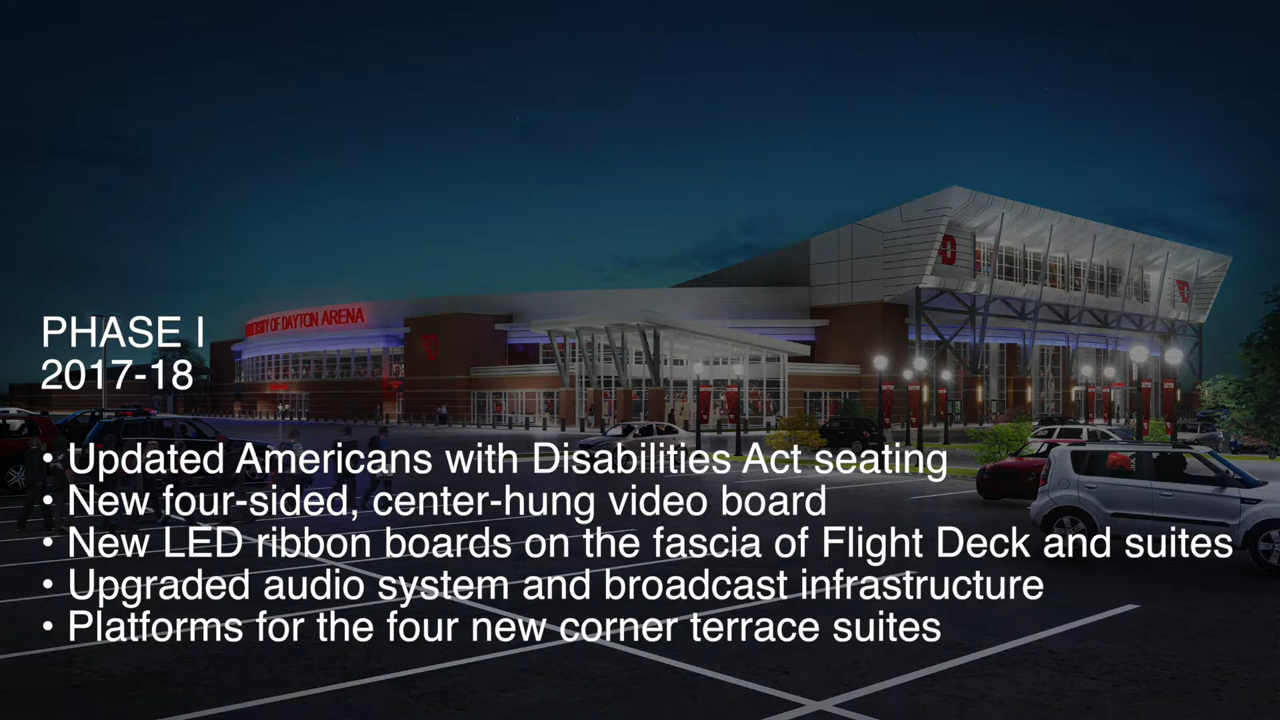 UNIVERSITY OF DAYTON ARENA
PHASE I
2017-18
• Updated Americans with Disabilities Act seating
• New four-sided, center-hung video board
• New LED ribbon boards on the fascia of Flight Deck and suites
• Upgraded audio system and broadcast infrastructure
• Platforms for the four new corner terrace suites